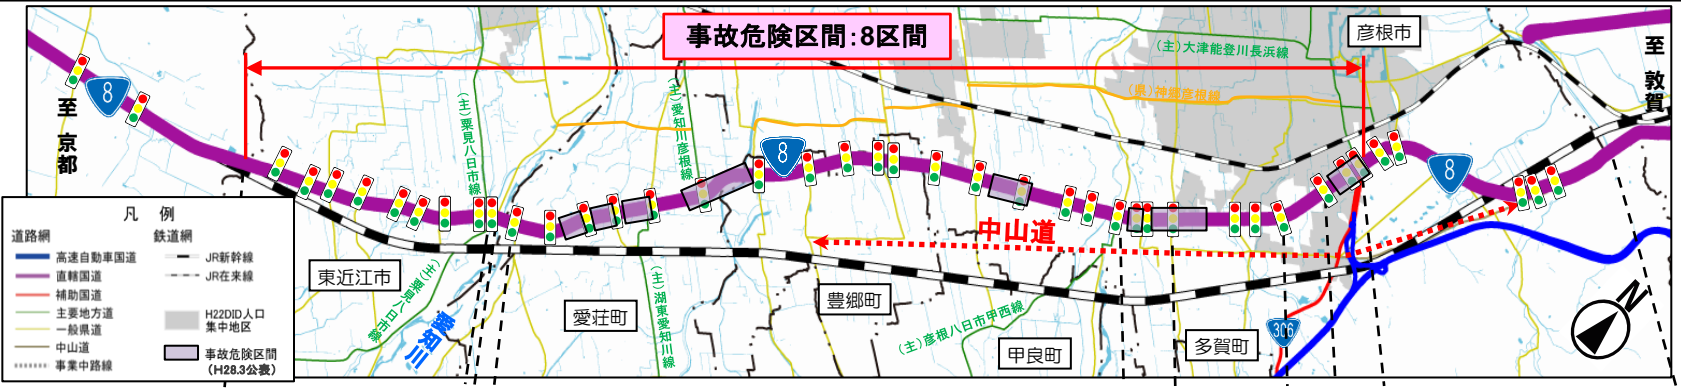 事故危険区間:8区間
彦根市
至 敦賀
(主)大津能登川長浜線
(県)神郷彦根線
8
至 京都
(主)栗見八日市線
(主)愛知川彦根線
8
8
中山道
凡 例
道路網
鉄道網
高速自動車国道
直轄国道
補助国道
主要地方道
一般県道
中山道
事業中路線
JR新幹線
JR在来線
H22DID人口
集中地区
事故危険区間
(H28.3公表)
東近江市
(主)栗見八日市線
愛知川
愛荘町
(主)湖東愛知川線
豊郷町
(主)彦根八日市甲西線
甲良町
多賀町
306
N